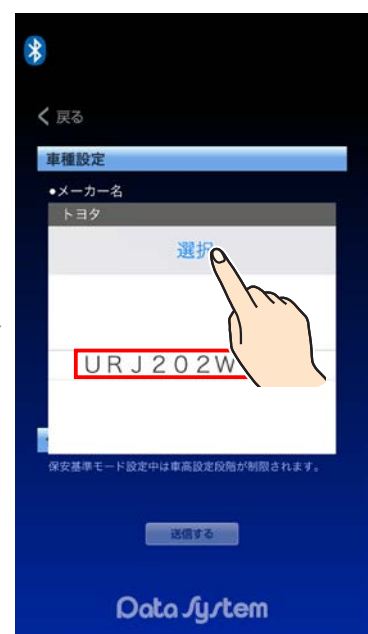 戻る
車種設定
●メーカー名
トヨタ
選択
URJ202W
保安基準モード設定中は車高設定段階が制限されます。
送信する
Data System